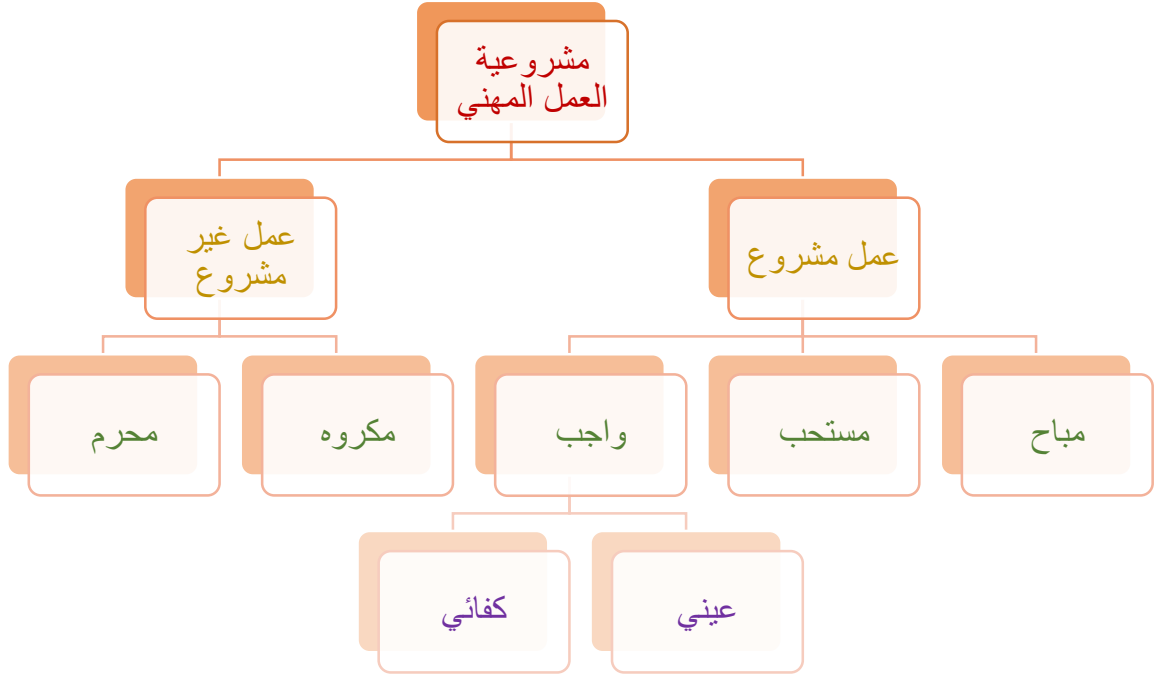 مشروعية
العمل المهني
عمل مشروع
عمل غير
مشروع
مباح
مستحب
واجب
مكروه
محرم
عيني
كفائي